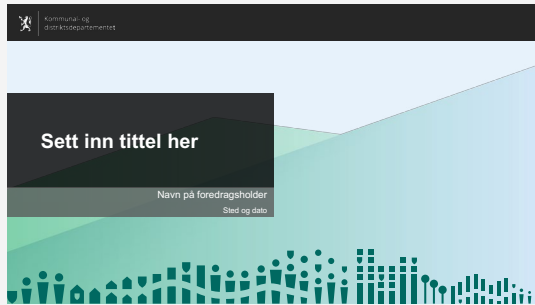 Kommunal- og
distriktsdepartementet
Sett inn tittel her
Navn på foredragsholder
Sted og dato